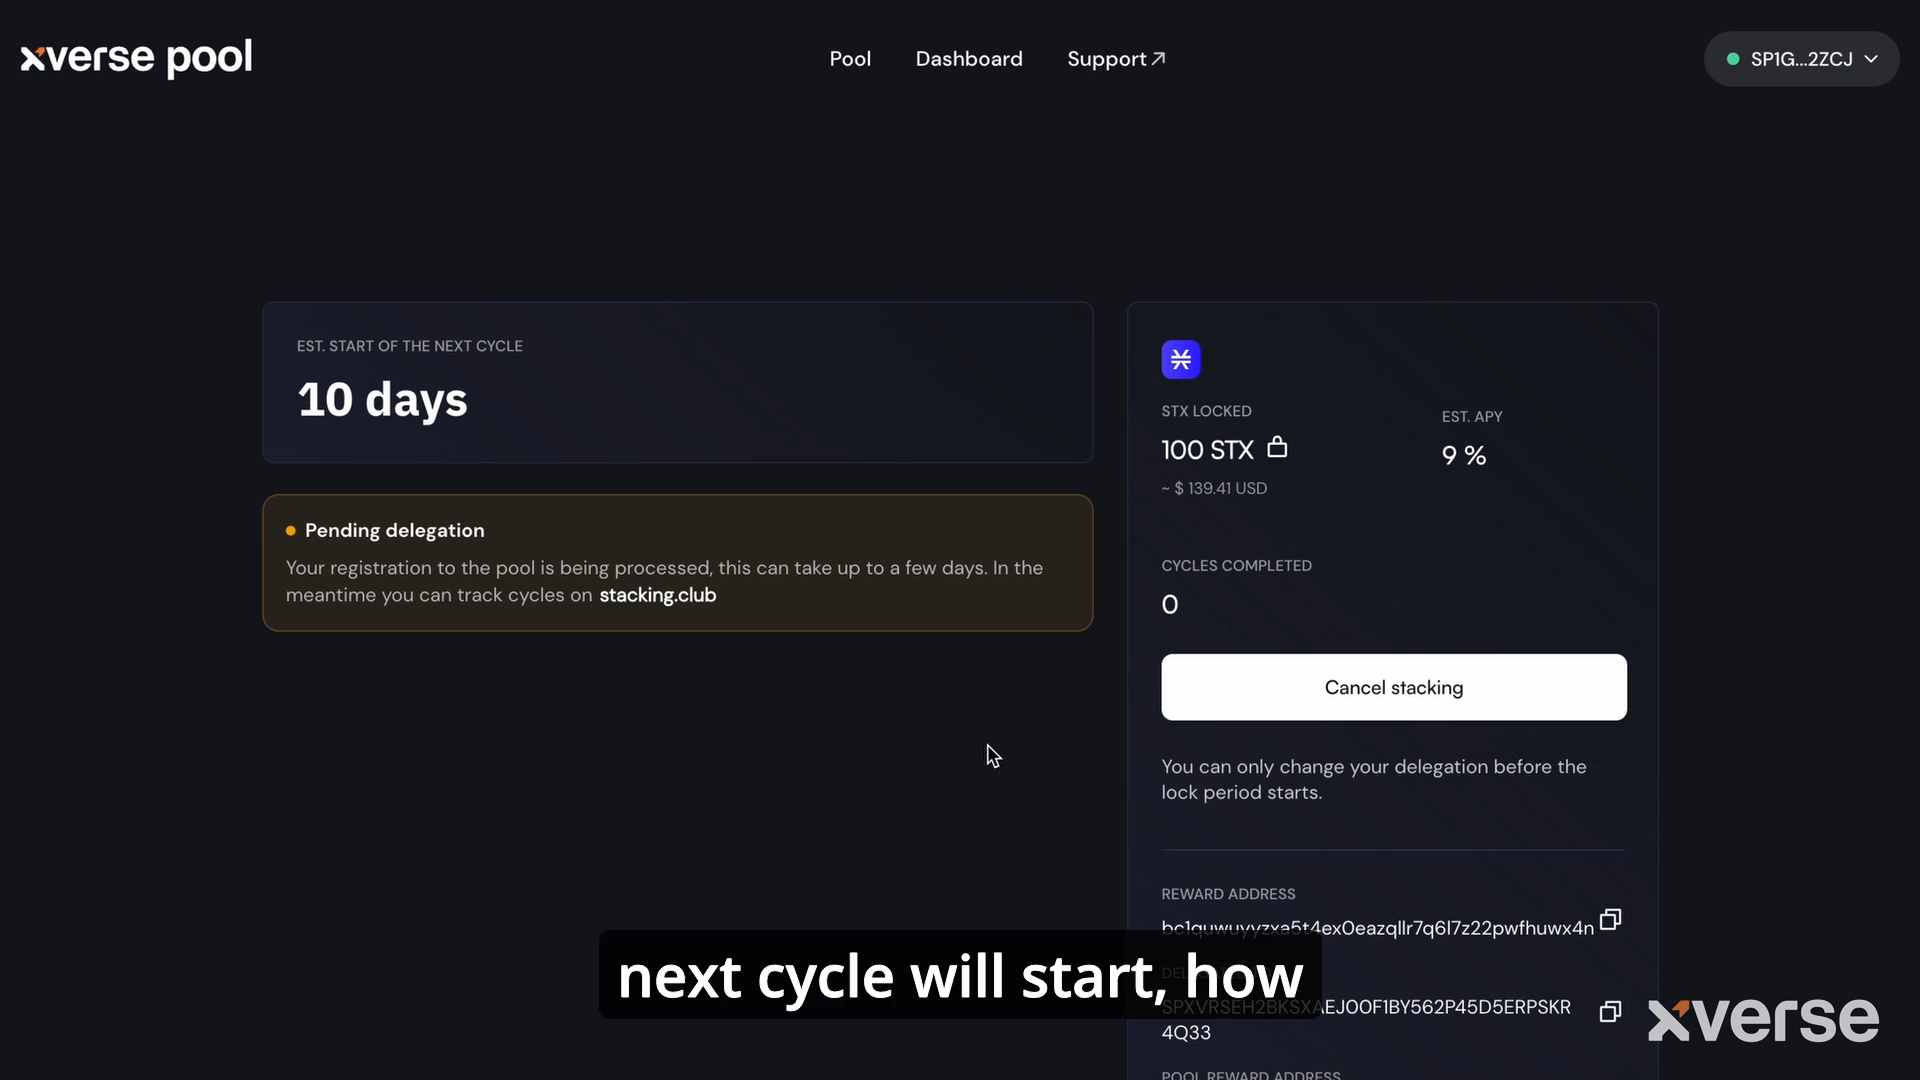 xverse pool
Pool
Dashboard
Support
SP1G...2ZCJ
EST. START OF THE NEXT CYCLE
10 days
Pending delegation
Your registration to the pool is being processed, this can take up to a few days. In the
meantime you can track cycles on stacking.club
STX LOCKED
100 STX
~ $ 139.41 USD
EST. APY
9 %
CYCLES COMPLETED
0
Cancel stacking
You can only change your delegation before the
lock period starts.
REWARD ADDRESS
bc1quwuyyzxa5t4ex0eazqllr7q6l7z22pwfhuwx4n
SPXVRSEH2BKSXAEJ00F1BY562P45D5ERPSKR
4Q33
POOL REWARD ADDRESS
next cycle will start, how
xverse